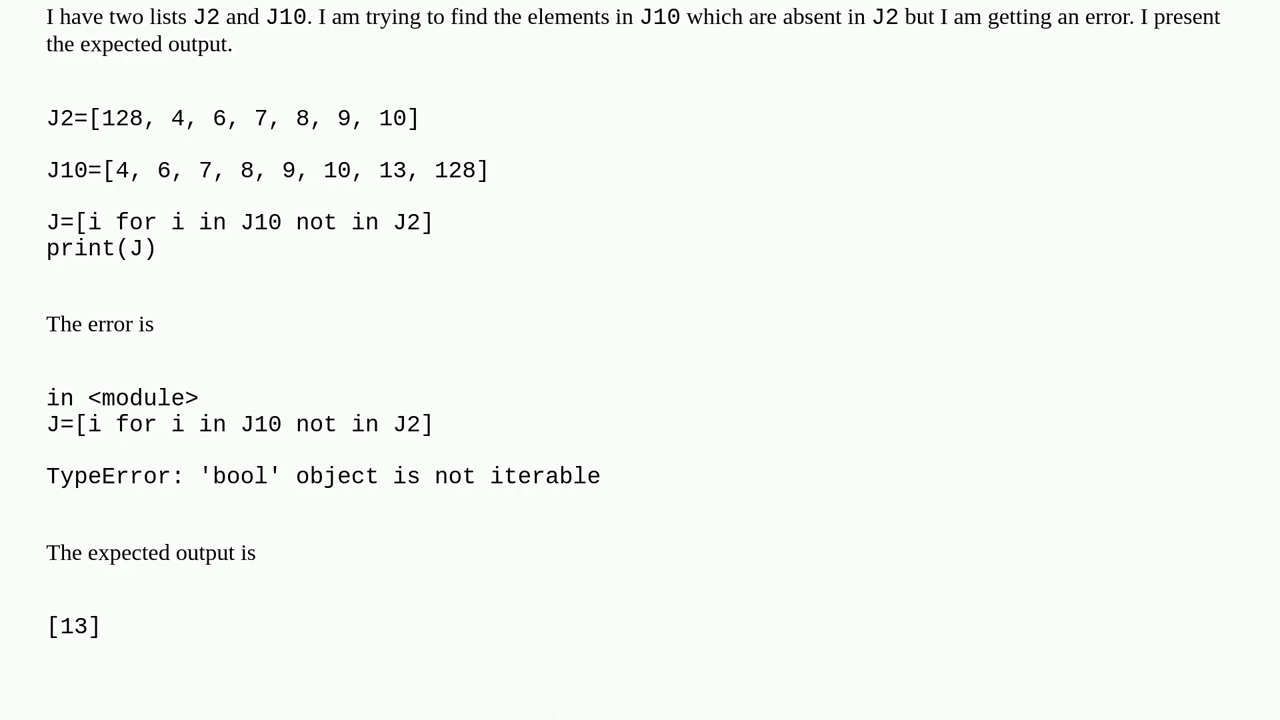 I have two lists J2 and J10. I am trying to find the elements in J10 which are absent in J2 but I am getting an error. I present
the expected output.
J2=[128, 4, 6, 7, 8, 9, 10]
J10=[4, 6, 7, 8, 9, 10, 13, 128]
J=[i for i in J10 not in J2]
print(J)
The error is
in <module>
J=[i for i in J10 not in J2]
TypeError: 'bool' object is not iterable
The expected output is
[13]